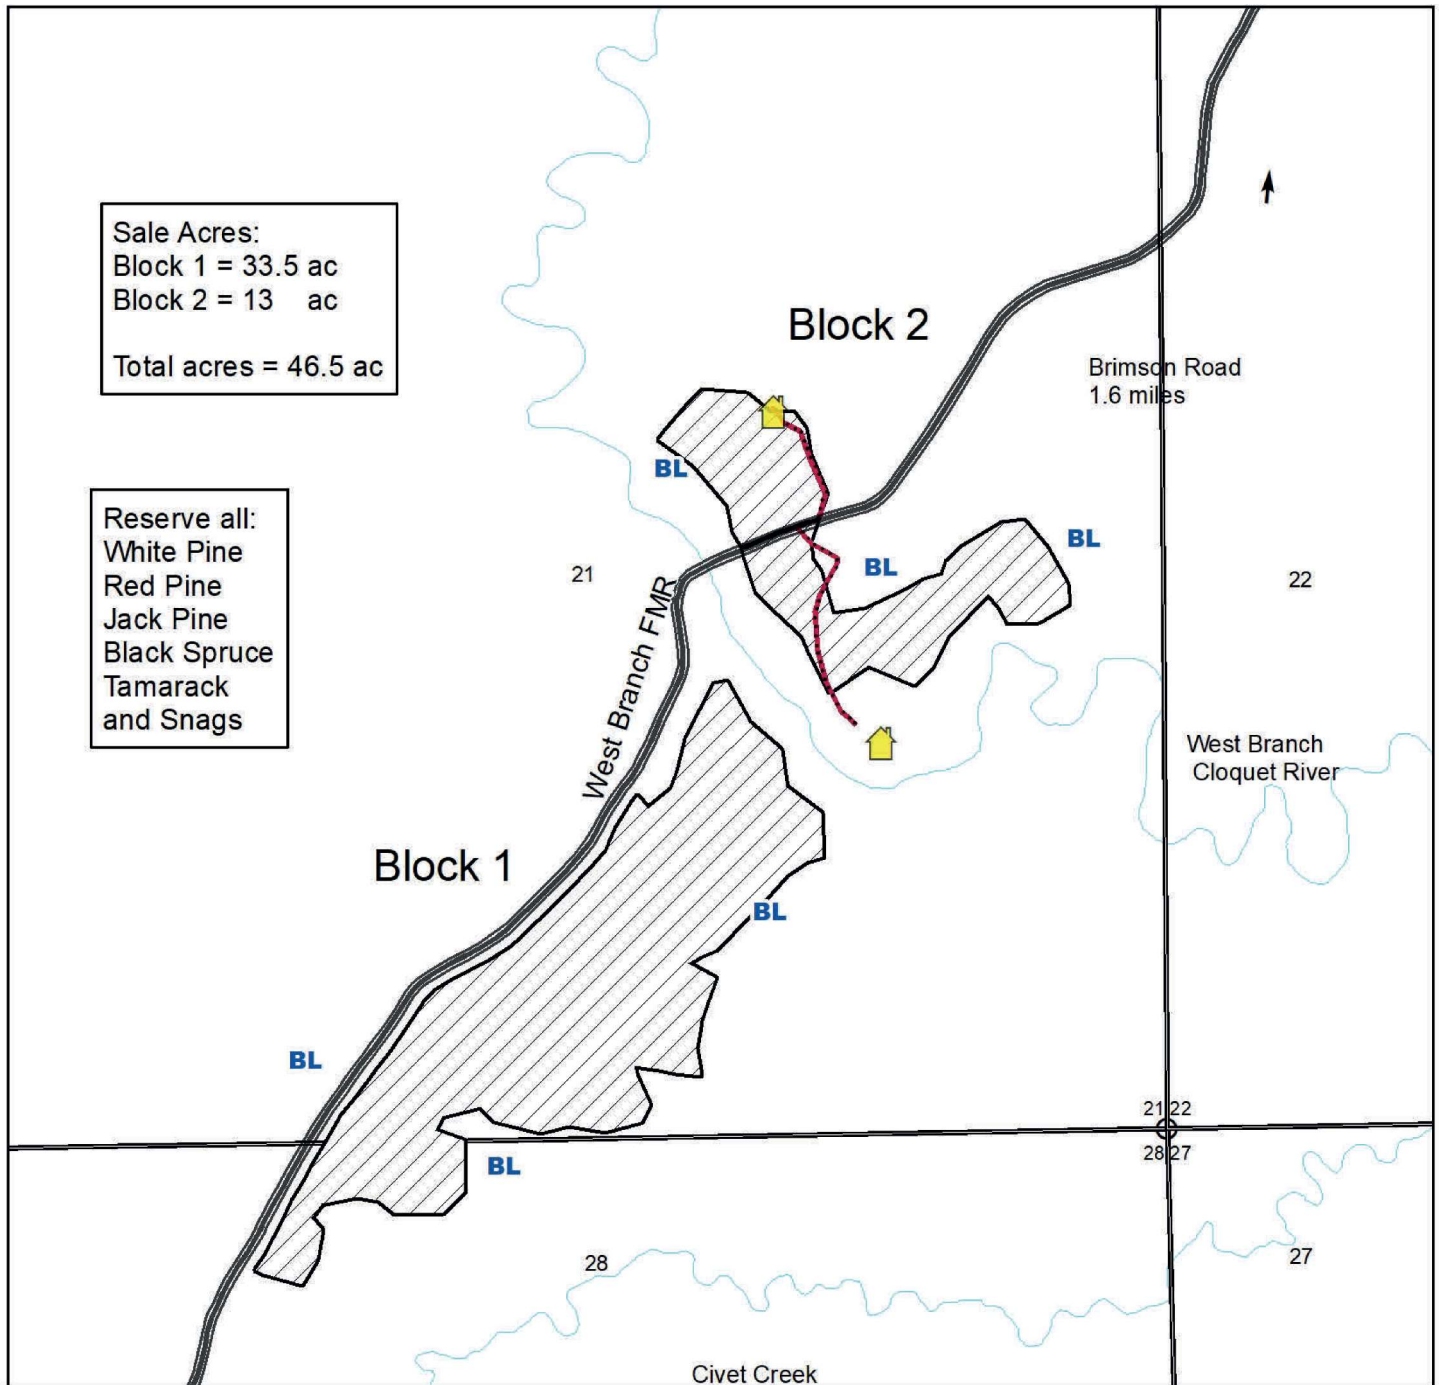 Sale Acres:
Block 1 = 33.5 ac
Block 2 = 13 ac
Total acres = 46.5 ac
Block 2
Brimson Road
1.6 miles
BL
Reserve all:
White Pine
Red Pine
Jack Pine
Black Spruce
Tamarack
and Snags
BL
BL
21
22
West Branch FMR
West Branch
Cloquet River
Block 1
BL
BL
21 22
28 27
BL
28
27
Civet Creek